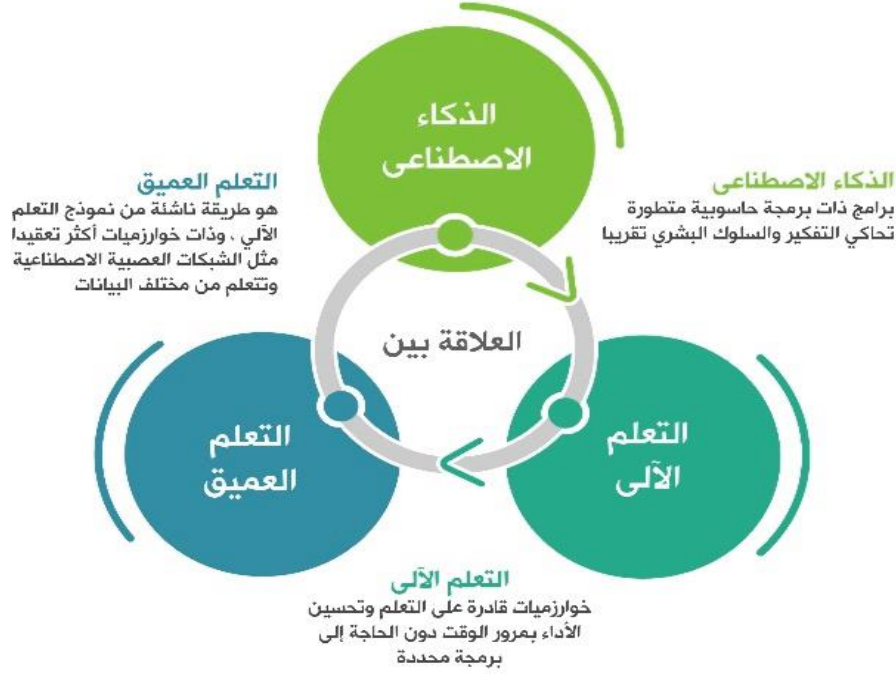 الذكاء
الاصطناعى
الذكاء الاصطناعى
برامج ذات برمجة حاسوبية متطورة
تحاكي التفكير والسلوك البشري تقريبا
التعلم العميق
هو طريقة ناشئة من نموذج التعلم
الآلي ، وذات خوارزميات أكثر تعقيدا
مثل الشبكات العصبية الاصطناعية
وتتعلم من مختلف البيانات
العلاقة بين
التعلم
الآلى
التعلم
العميق
التعلم الآلى
خوارزميات قادرة على التعلم وتحسين
الأداء بمرور الوقت دون الحاجة إلى
برمجة محددة